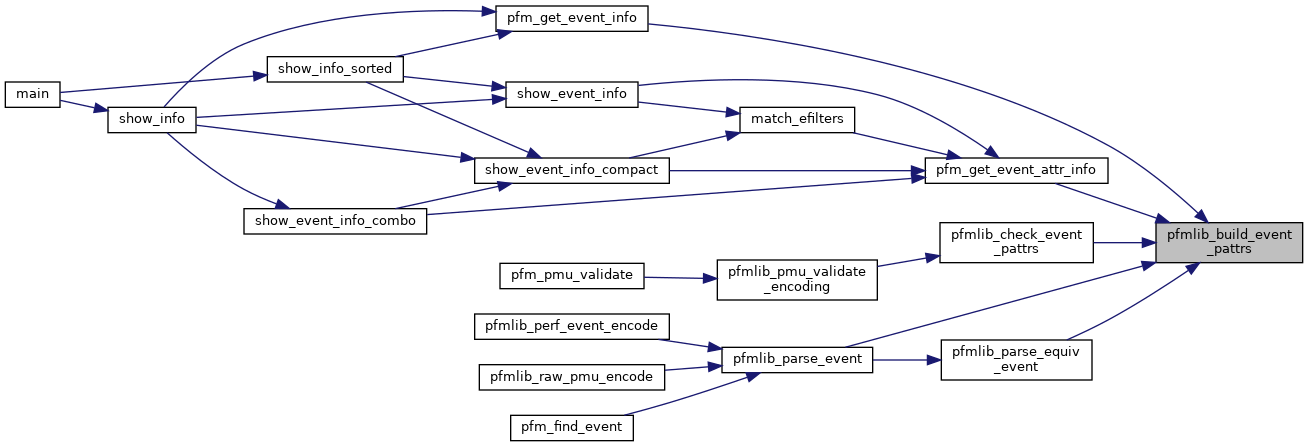 pfm_get_event_info
show_info_sorted
main
show_event_info
show_info
match_efilters
show_event_info_compact
pfm_get_event_attr_info
show_event_info_combo
pfmlib_build_event
_pattrs
pfmlib_check_event
_pattrs
pfm_pmu_validate
pfmlib_pmu_validate
_encoding
pfmlib_perf_event_encode
pfmlib_parse_event
pfmlib_parse_equiv
_event
pfmlib_raw_pmu_encode
pfm_find_event